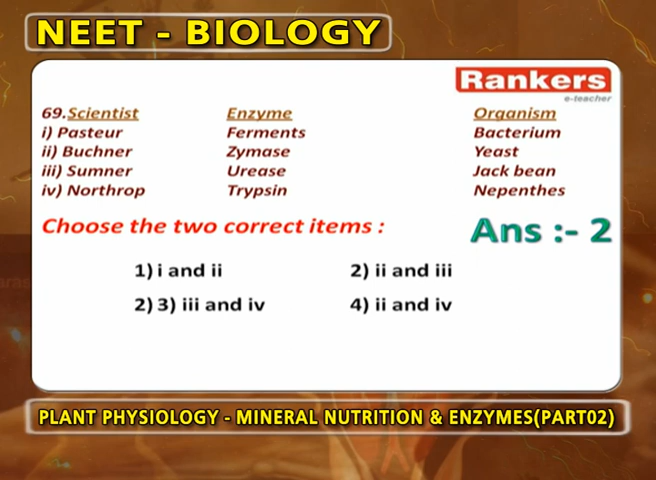 NEET - BIOLOGY
Rankers
e-teacher
69.Scientist Enzyme Organism
i) Pasteur Ferments Bacterium
ii) Buchner Zymase Yeast
iii) Sumner Urease Jack bean
iv) Northrop Trypsin Nepenthes
Choose the two correct items : Ans :- 2
1) i and ii 2) ii and iii
2) 3) iii and iv 4) ii and iv
PLANT PHYSIOLOGY - MINERAL NUTRITION & ENZYMES(PART02)